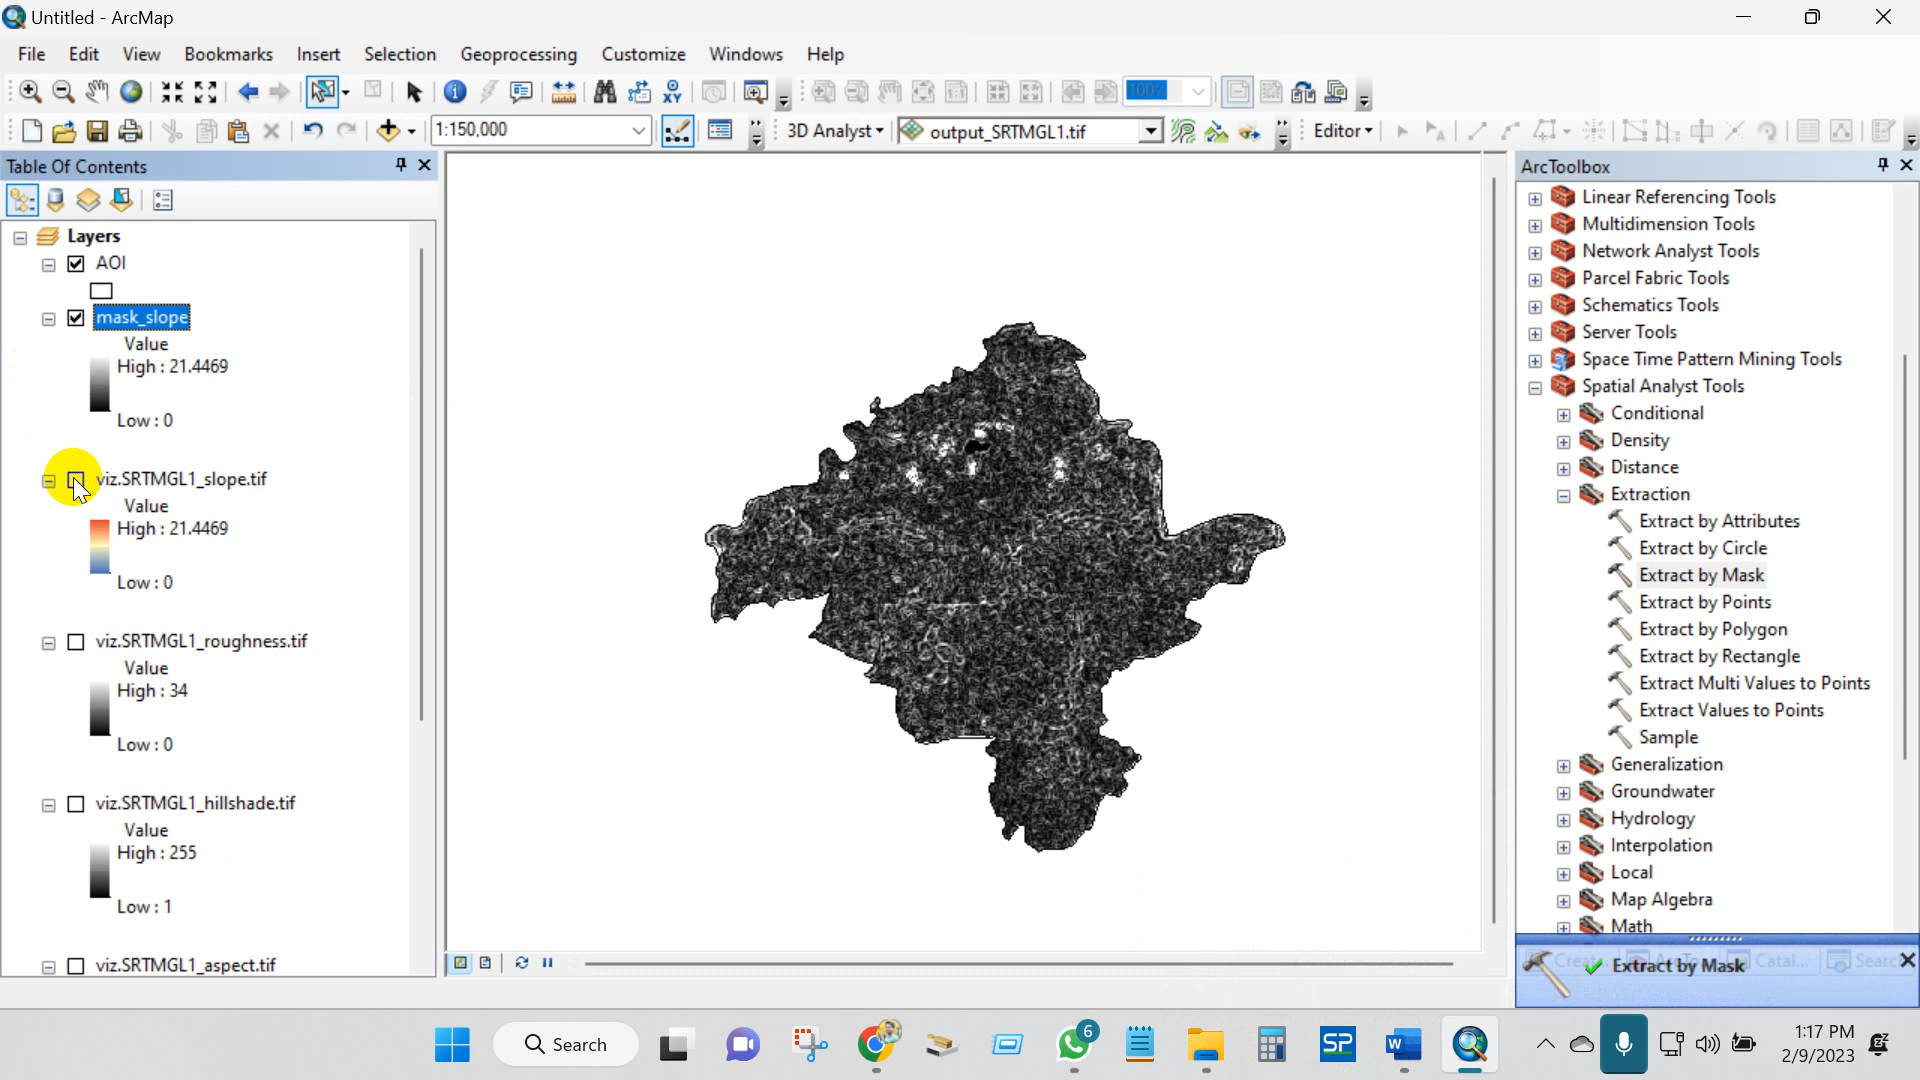 Untitled - ArcMap
File Edit View Bookmarks Insert Selection Geoprocessing Customize Windows Help
100%
1:150,000
3D Analyst
output_SRTMGL1.tif
Editor
Table Of Contents
Layers
AOI
mask_slope
Value
High : 21.4469
Low : 0
viz.SRTMGL1_slope.tif
Value
High : 21.4469
Low : 0
viz.SRTMGL1_roughness.tif
Value
High : 34
Low : 0
viz.SRTMGL1_hillshade.tif
Value
High : 255
Low : 1
viz.SRTMGL1_aspect.tif
ArcToolbox
Linear Referencing Tools
Multidimension Tools
Network Analyst Tools
Parcel Fabric Tools
Schematics Tools
Server Tools
Space Time Pattern Mining Tools
Spatial Analyst Tools
Conditional
Density
Distance
Extraction
Extract by Attributes
Extract by Circle
Extract by Mask
Extract by Points
Extract by Polygon
Extract by Rectangle
Extract Multi Values to Points
Extract Values to Points
Sample
Generalization
Groundwater
Hydrology
Interpolation
Local
Map Algebra
Math
Extract by Mask
Search
6
SP
W
1:17 PM
2/9/2023